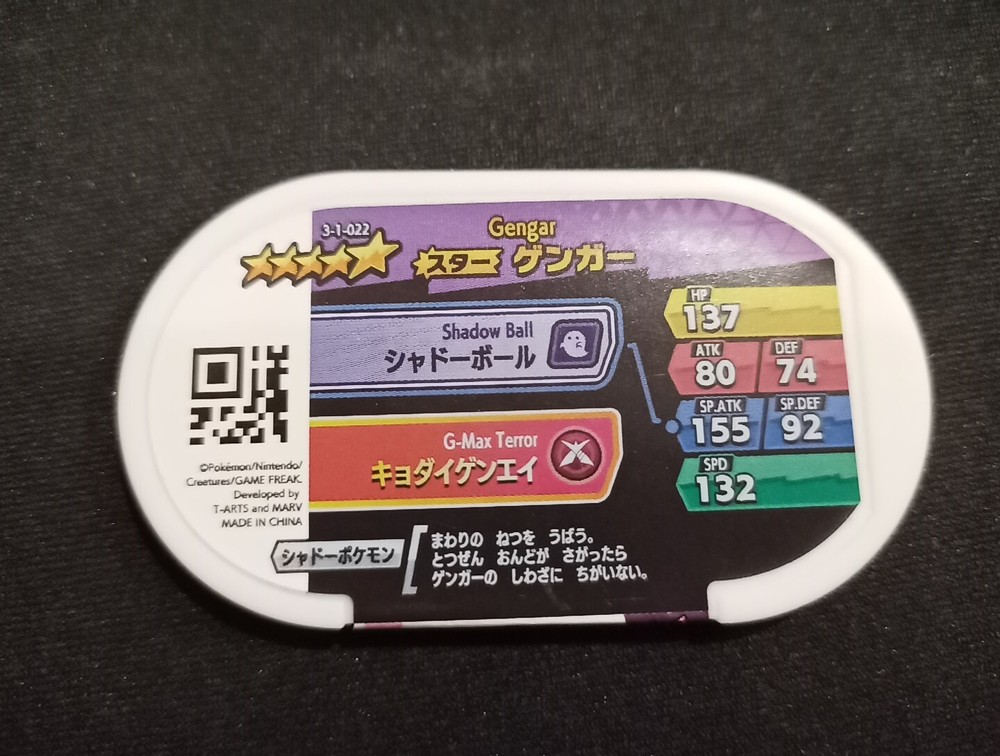 3-1-022
Gengar
スター ゲンガー
Shadow Ball
シャドーボール
G-Max Terror
キョダイゲンエイ
HP
137
ATK
80
DEF
74
SP.ATK
155
SP.DEF
92
SPD
132
©Pokémon/Nintendo/
Creatures/GAME FREAK.
Developed by
T-ARTS and MARV
MADE IN CHINA
シャドーポケモン
まわりの ねつを うばう。
とつぜん おんどが さがったら
ゲンガーの しわざに ちがいない。